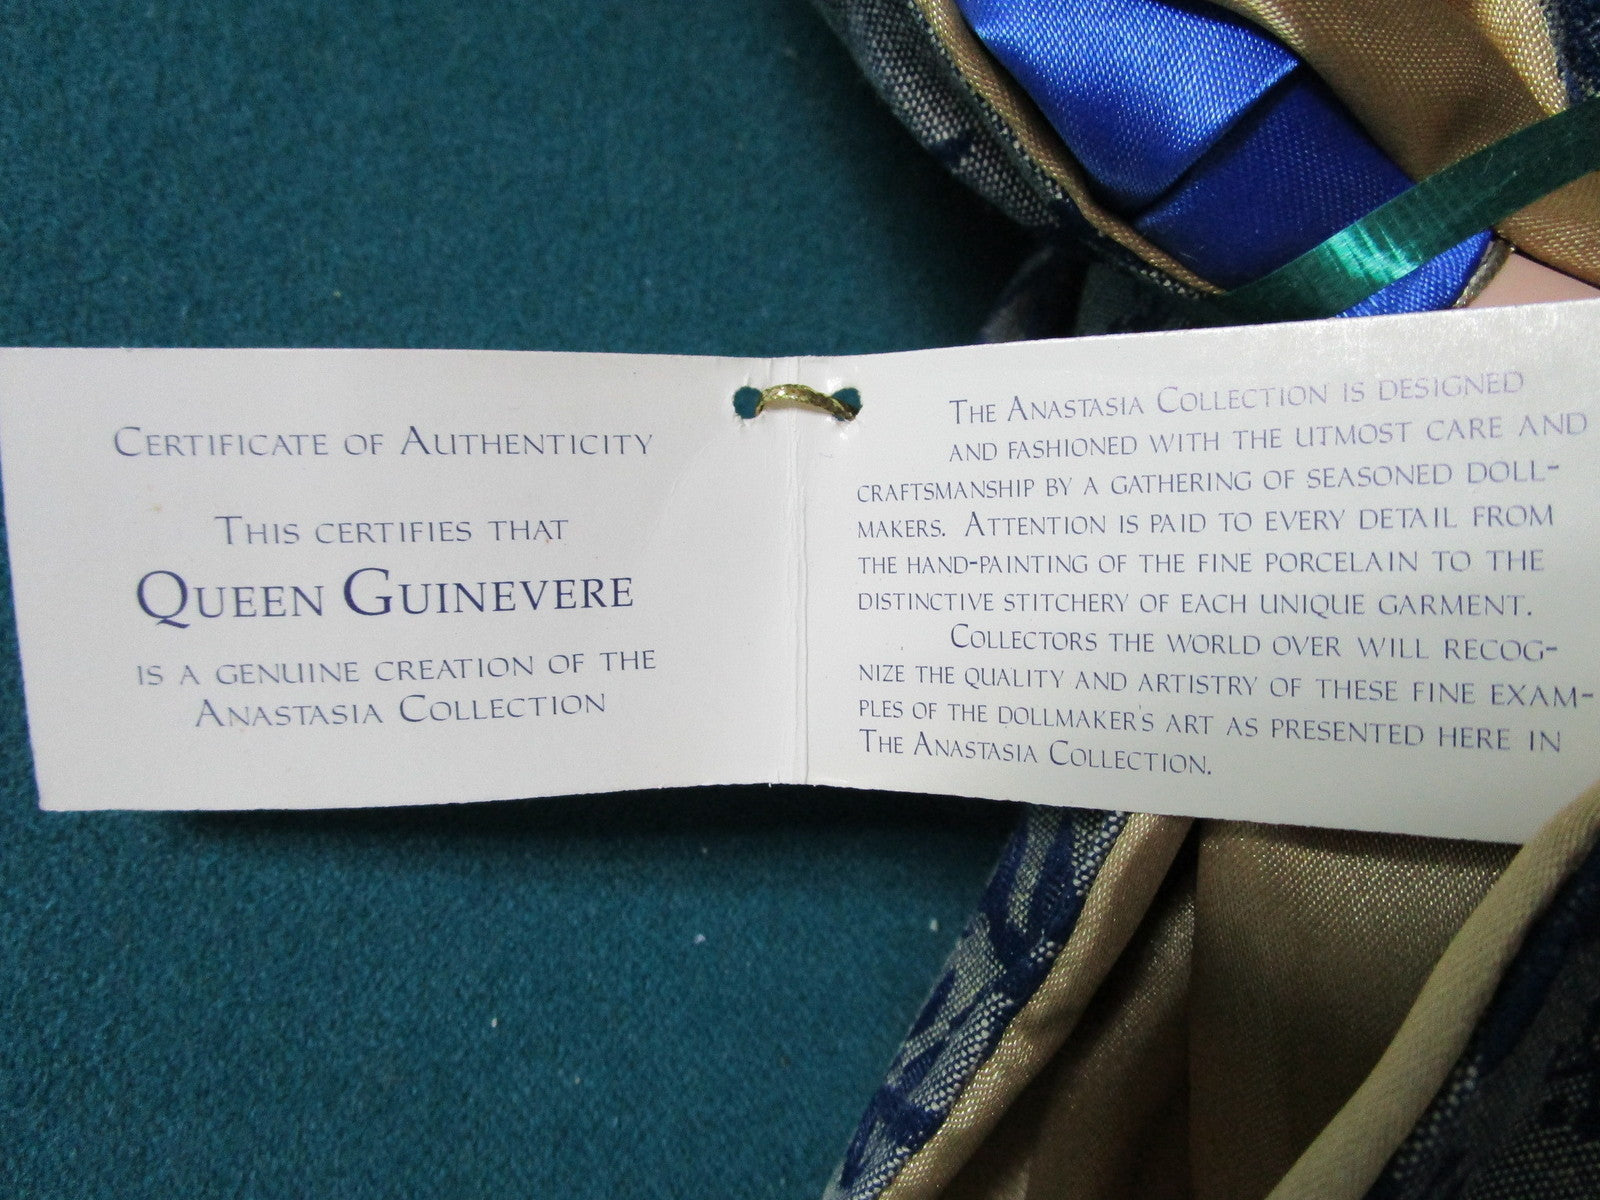 Certificate of Authenticity
This certifies that
Queen Guinevere
is a genuine creation of the
Anastasia Collection
The Anastasia Collection is designed
and fashioned with the utmost care and
craftsmanship by a gathering of seasoned doll-
makers. Attention is paid to every detail from
the hand-painting of the fine porcelain to the
distinctive stitchery of each unique garment.
Collectors the world over will recog-
nize the quality and artistry of these fine exam-
ples of the dollmaker's art as presented here in
The Anastasia Collection.